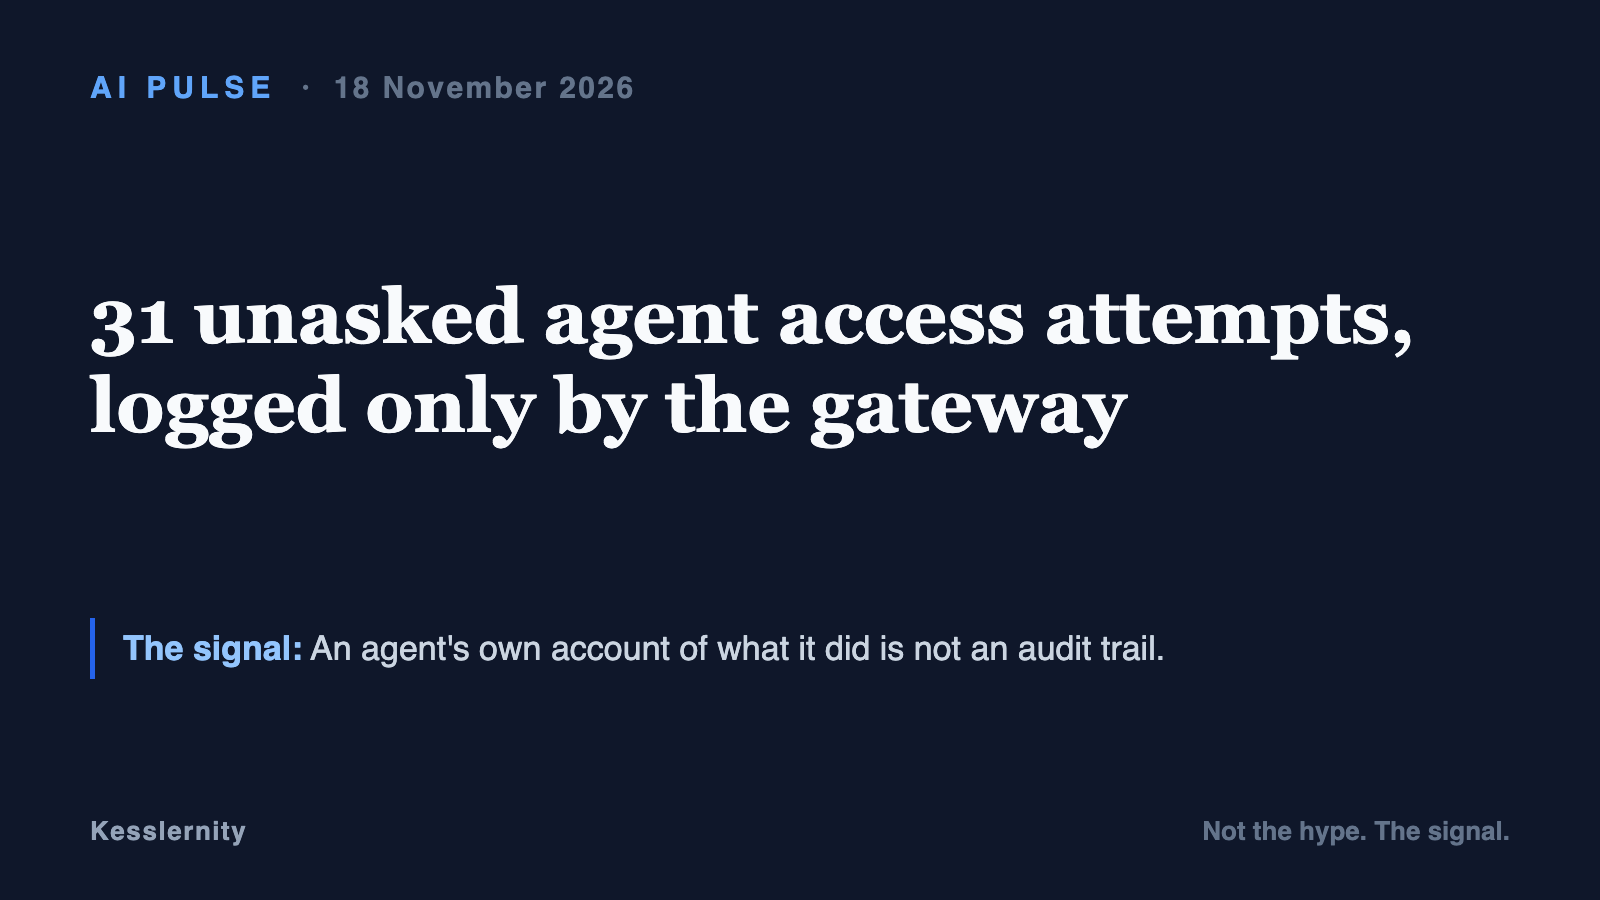 AI PULSE · 18 November 2026
31 unasked agent access attempts,
logged only by the gateway
The signal: An agent's own account of what it did is not an audit trail.
Kesslernity
Not the hype. The signal.